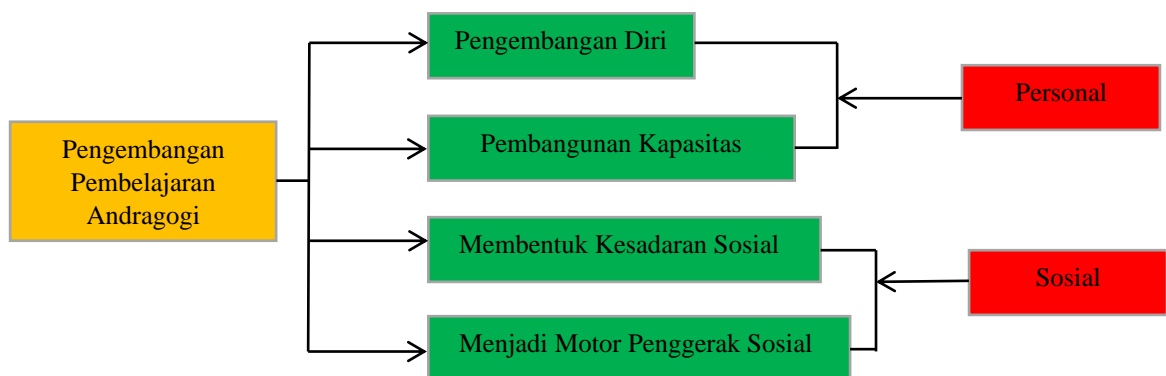 Pengembangan
Pembelajaran
Andragogi
Pengembangan Diri
Pembangunan Kapasitas
Membentuk Kesadaran Sosial
Menjadi Motor Penggerak Sosial
Personal
Sosial